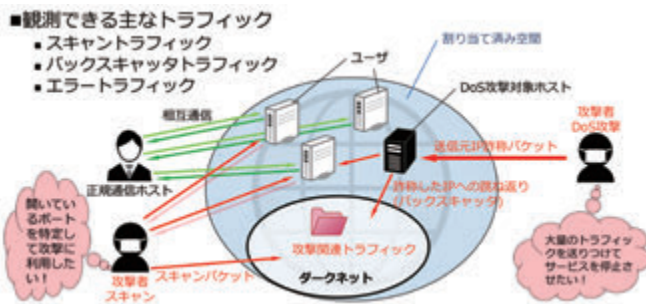 ■観測できる主なトラフィック
▪ スキャントラフィック
▪ バックスキャッタトラフィック
▪ エラートラフィック
ユーザ
割り当て済み空間
DoS攻撃対象ホスト
攻撃者
DoS攻撃
相互通信
送信元IP詐称パケット
正規通信ホスト
詐称したIPへの跳ね返り
(バックスキャッタ)
開いてい
るポート
を特定し
て攻撃に
利用した
い！
攻撃関連トラフィック
大量のトラフィッ
クを送りつけて
サービスを停止さ
せたい！
攻撃者
スキャン
スキャンパケット
ダークネット